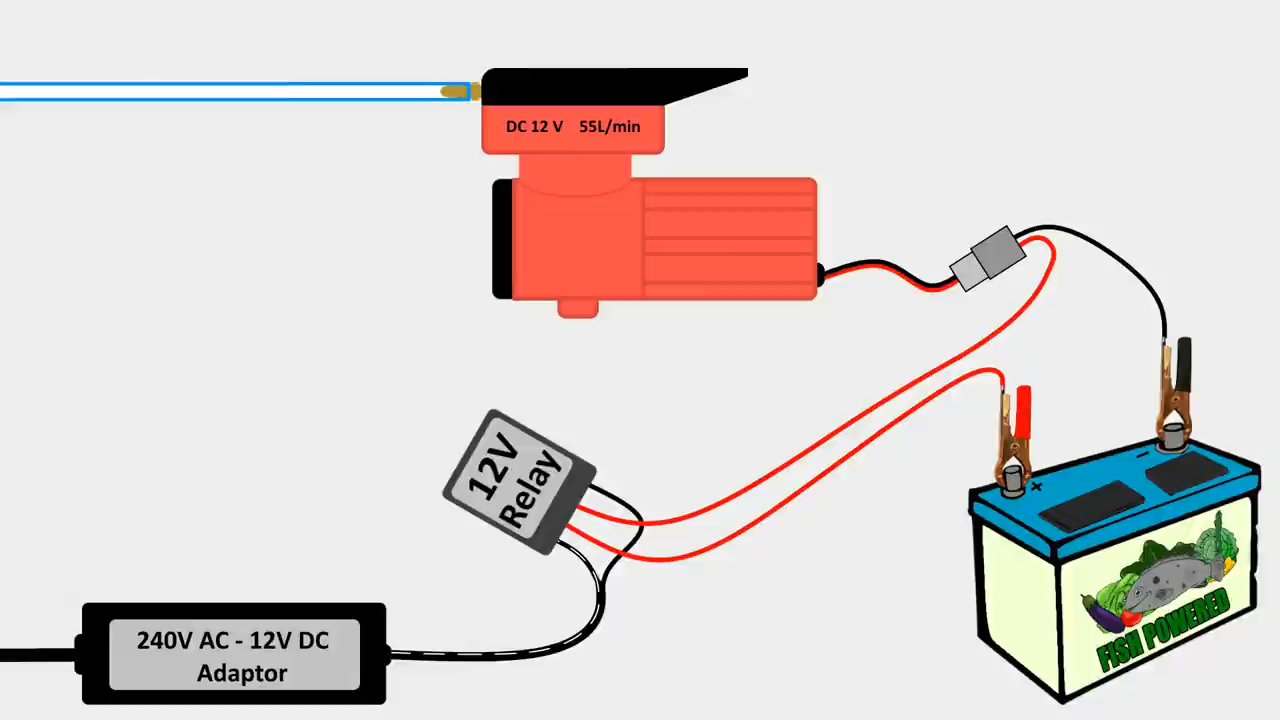 DC 12 V 55L/min
12V
Relay
+
-
FISH POWERED
240V AC - 12V DC
Adaptor